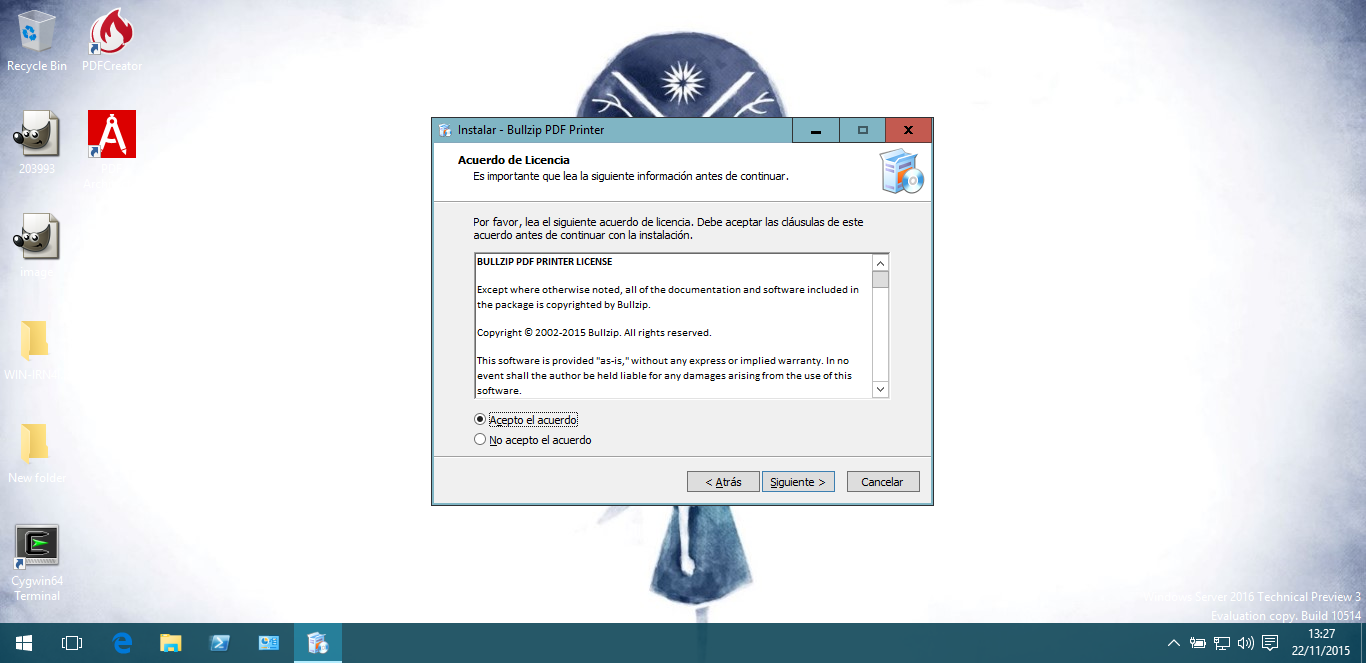 Recycle Bin
PDFCreator
203993
image
New folder
Cygwin64
Terminal
Instalar - Bullzip PDF Printer
Acuerdo de Licencia
Es importante que lea la siguiente información antes de continuar.
Por favor, lea el siguiente acuerdo de licencia. Debe aceptar las cláusulas de este
acuerdo antes de continuar con la instalación.
BULLZIP PDF PRINTER LICENSE
Except where otherwise noted, all of the documentation and software included in
the package is copyrighted by Bullzip.
Copyright © 2002-2015 Bullzip. All rights reserved.
This software is provided "as-is," without any express or implied warranty. In no
event shall the author be held liable for any damages arising from the use of this
software.
Acepto el acuerdo
No acepto el acuerdo
< Atrás
Siguiente >
Cancelar
Windows Server 2016 Technical Preview 3
Evaluation copy. Build 10514
13:27
22/11/2015